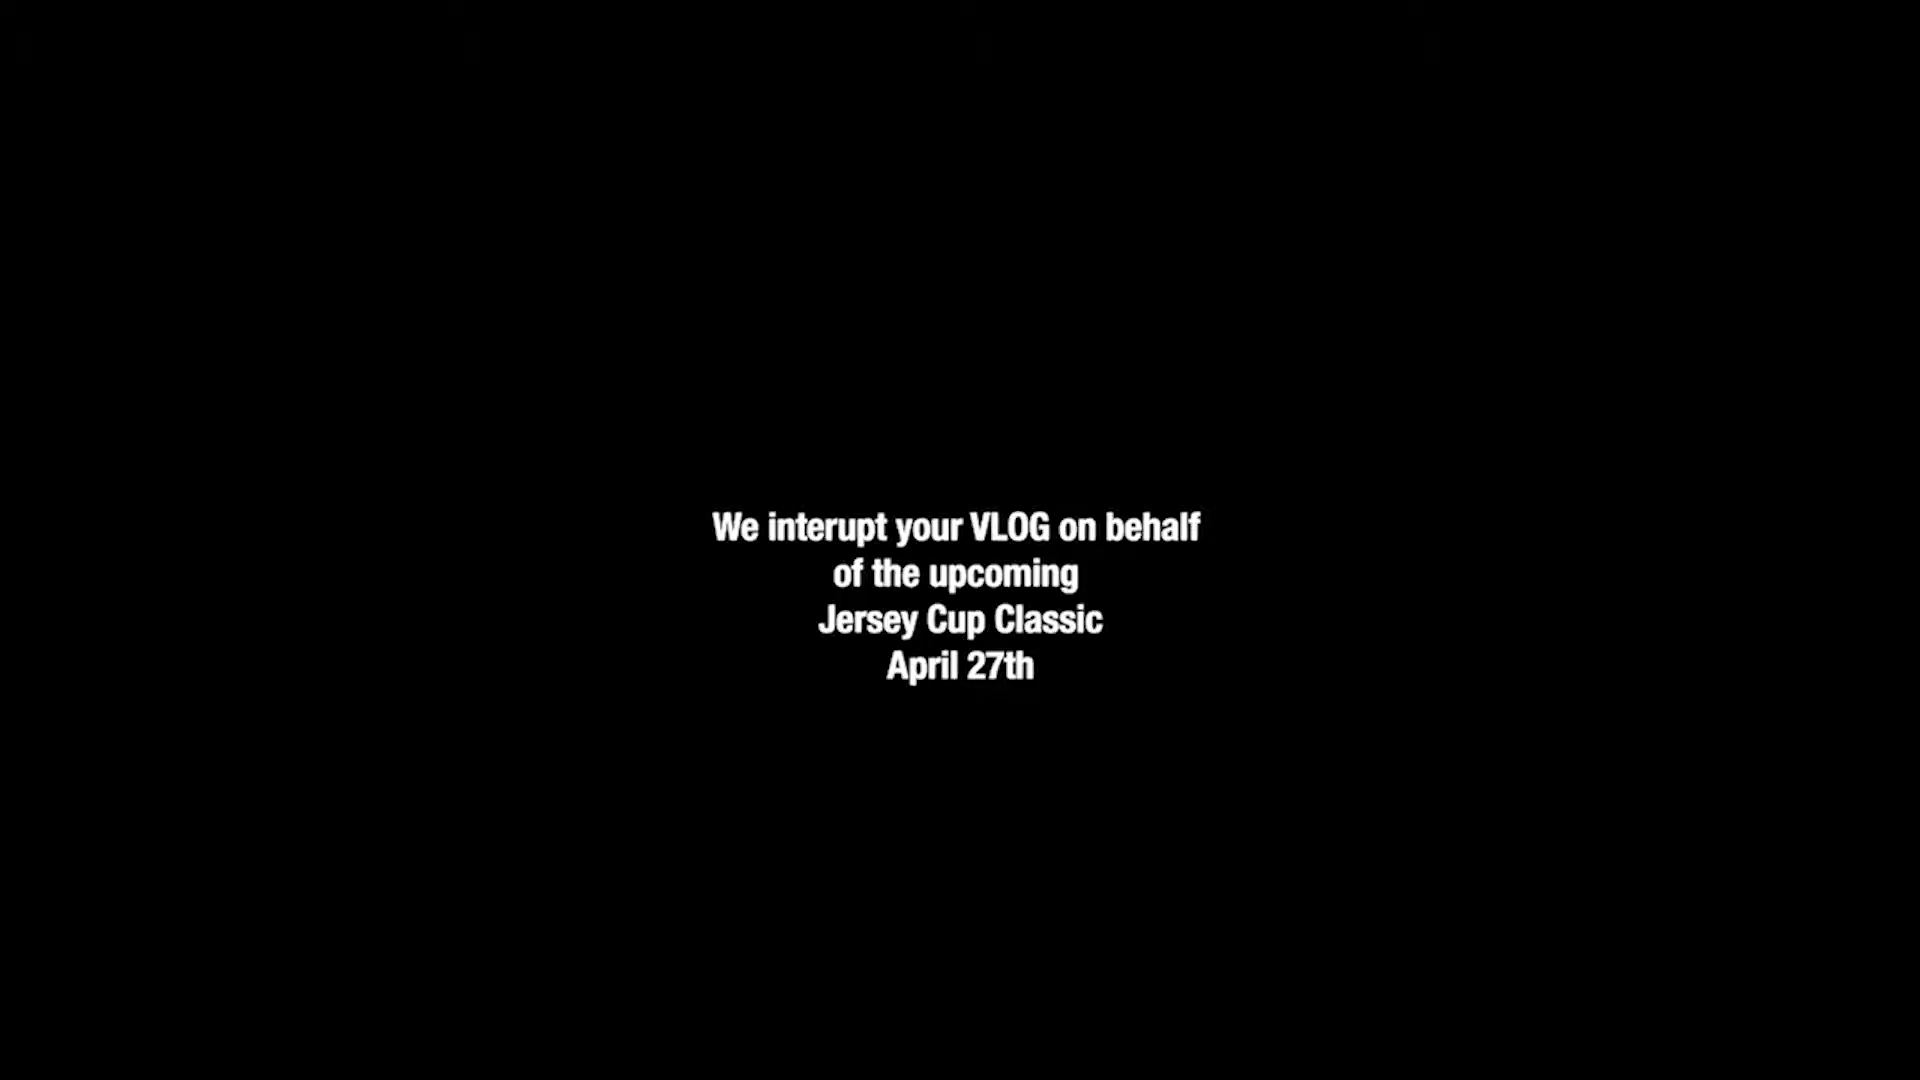 We interupt your VLOG on behalf
of the upcoming
Jersey Cup Classic
April 27th